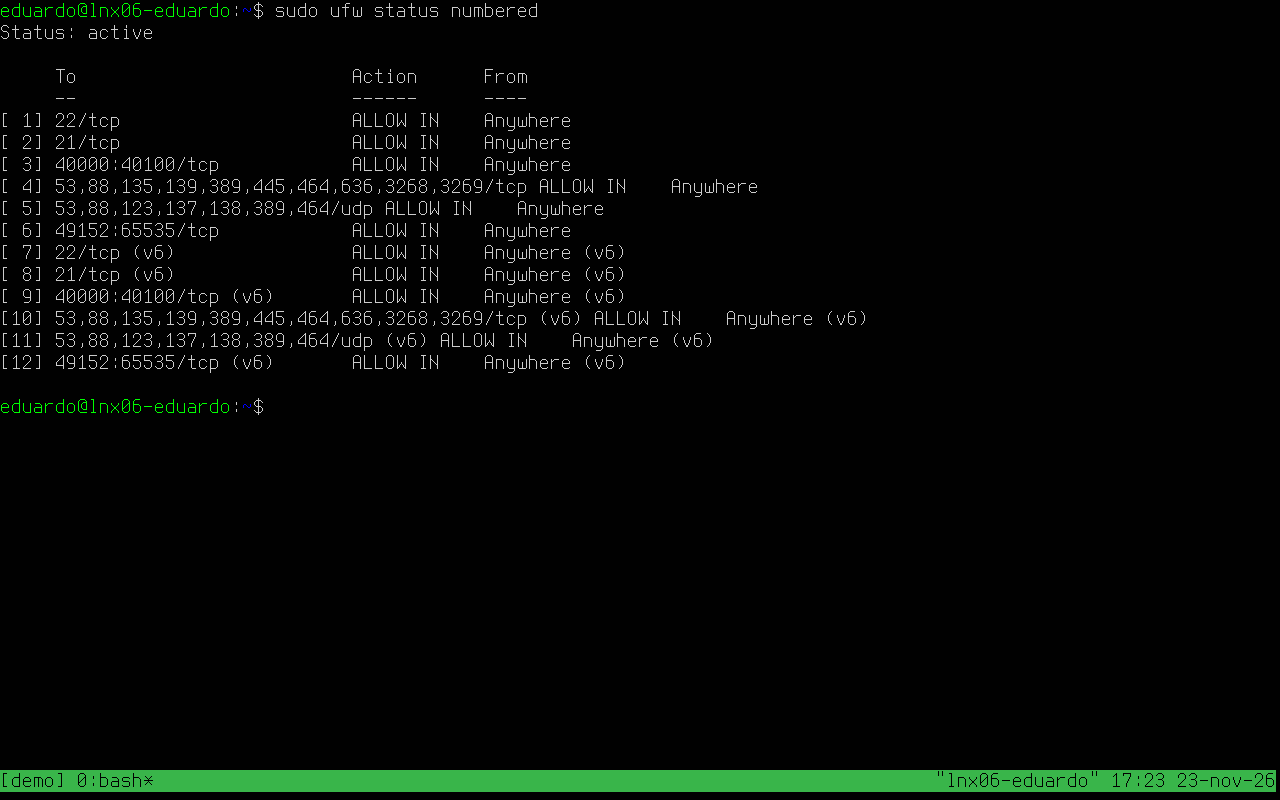 eduardo@lnx06-eduardo:~$ sudo ufw status numbered
Status: active

     To                         Action      From
     --                         ------      ----
[ 1] 22/tcp                     ALLOW IN    Anywhere
[ 2] 21/tcp                     ALLOW IN    Anywhere
[ 3] 40000:40100/tcp            ALLOW IN    Anywhere
[ 4] 53,88,135,139,389,445,464,636,3268,3269/tcp ALLOW IN    Anywhere
[ 5] 53,88,123,137,138,389,464/udp ALLOW IN    Anywhere
[ 6] 49152:65535/tcp            ALLOW IN    Anywhere
[ 7] 22/tcp (v6)                ALLOW IN    Anywhere (v6)
[ 8] 21/tcp (v6)                ALLOW IN    Anywhere (v6)
[ 9] 40000:40100/tcp (v6)       ALLOW IN    Anywhere (v6)
[10] 53,88,135,139,389,445,464,636,3268,3269/tcp (v6) ALLOW IN    Anywhere (v6)
[11] 53,88,123,137,138,389,464/udp (v6) ALLOW IN    Anywhere (v6)
[12] 49152:65535/tcp (v6)       ALLOW IN    Anywhere (v6)

eduardo@lnx06-eduardo:~$
[demo] 0:bash* "lnx06-eduardo" 17:23 23-nov-26